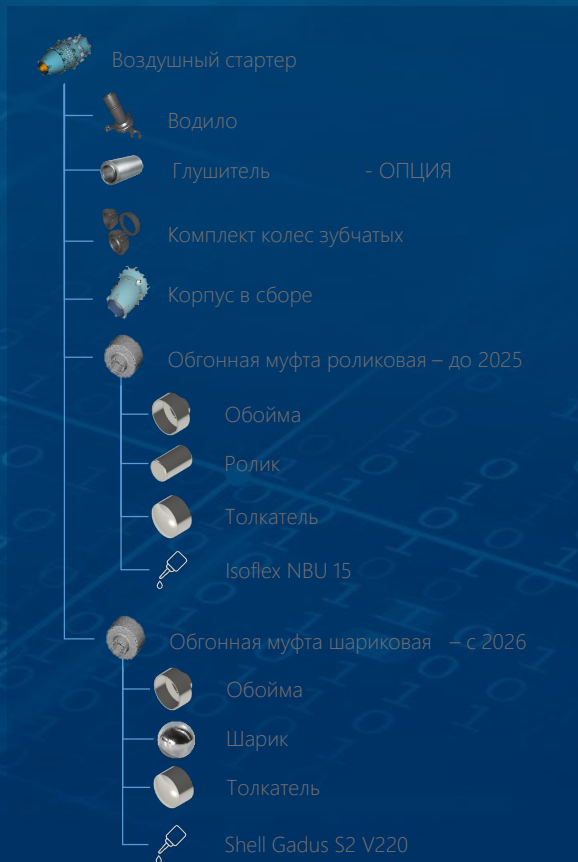 Воздушный стартер
Водило
Глушитель - ОПЦИЯ
Комплект колес зубчатых
Корпус в сборе
Обгонная муфта роликовая – до 2025
Обойма
Ролик
Толкатель
Isoflex NBU 15
Обгонная муфта шариковая – с 2026
Обойма
Шарик
Толкатель
Shell Gadus S2 V220